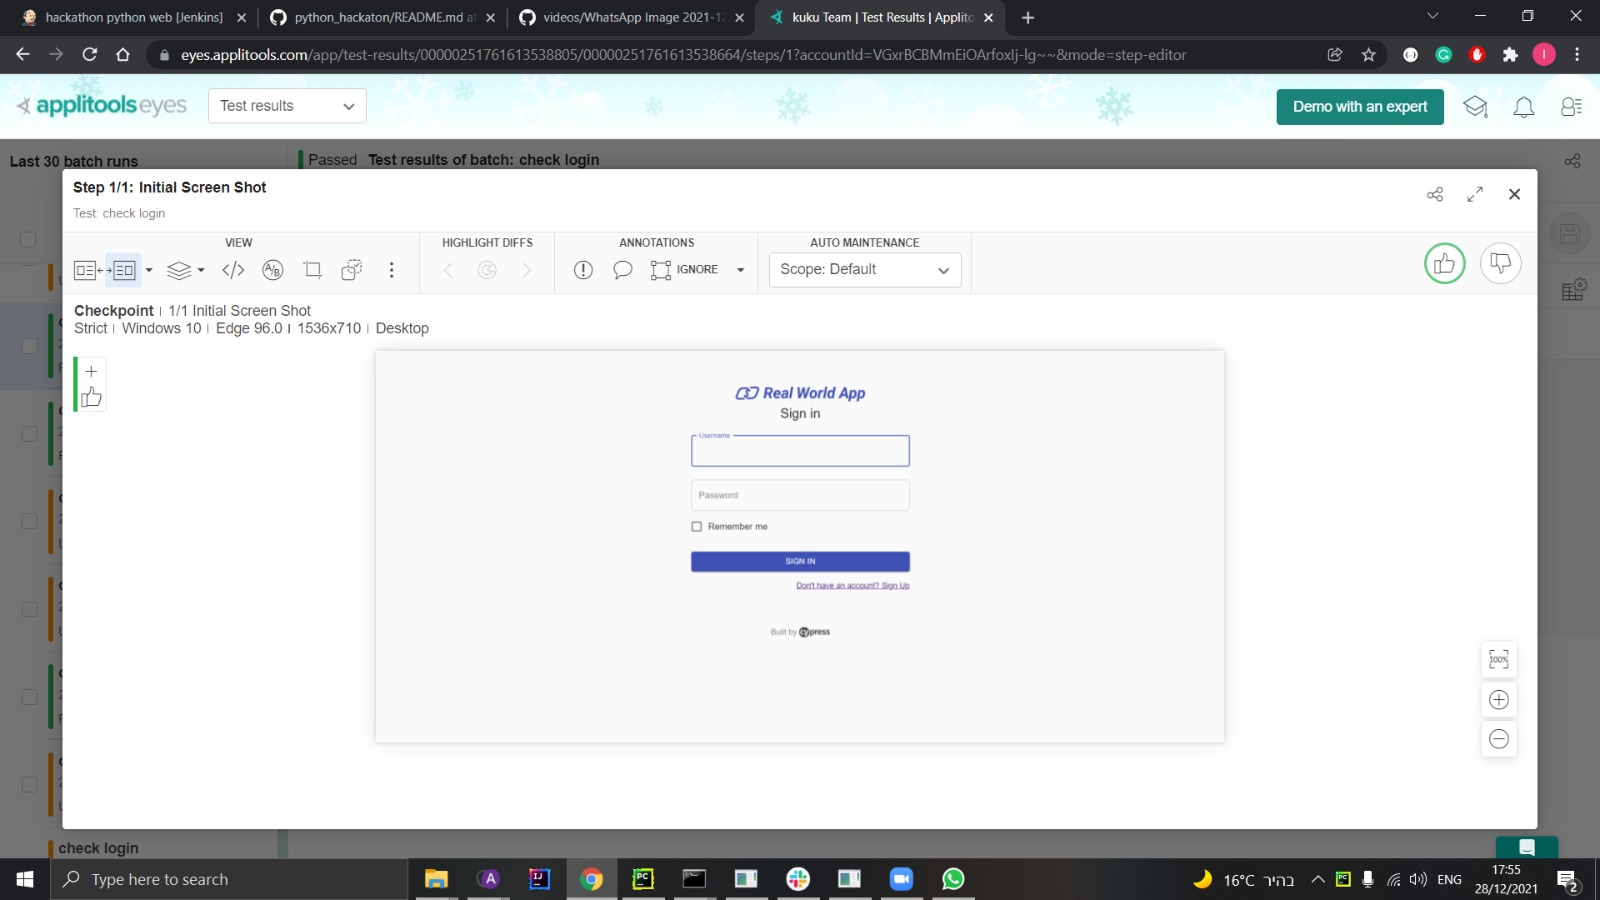 hackathon python web [Jenkins]
python_hackaton/README.md at
videos/WhatsApp Image 2021-12
kuku Team | Test Results | Applito
eyes.applitools.com/app/test-results/00000251761613538805/00000251761613538664/steps/1?accountId=VGxrBCBMmEiOArfoxlj-lg~~&mode=step-editor
applitools eyes
Test results
Demo with an expert
Last 30 batch runs
Passed Test results of batch: check login
Step 1/1: Initial Screen Shot
Test: check login
VIEW
HIGHLIGHT DIFFS
ANNOTATIONS
AUTO MAINTENANCE
A/B
IGNORE
Scope: Default
Checkpoint | 1/1 Initial Screen Shot
Strict | Windows 10 | Edge 96.0 | 1536x710 | Desktop
Real World App
Sign in
Username
Password
Remember me
SIGN IN
Don't have an account? Sign Up
Built by cypress
100%
check login
Type here to search
16°C בהיר
ENG
17:55
28/12/2021
2